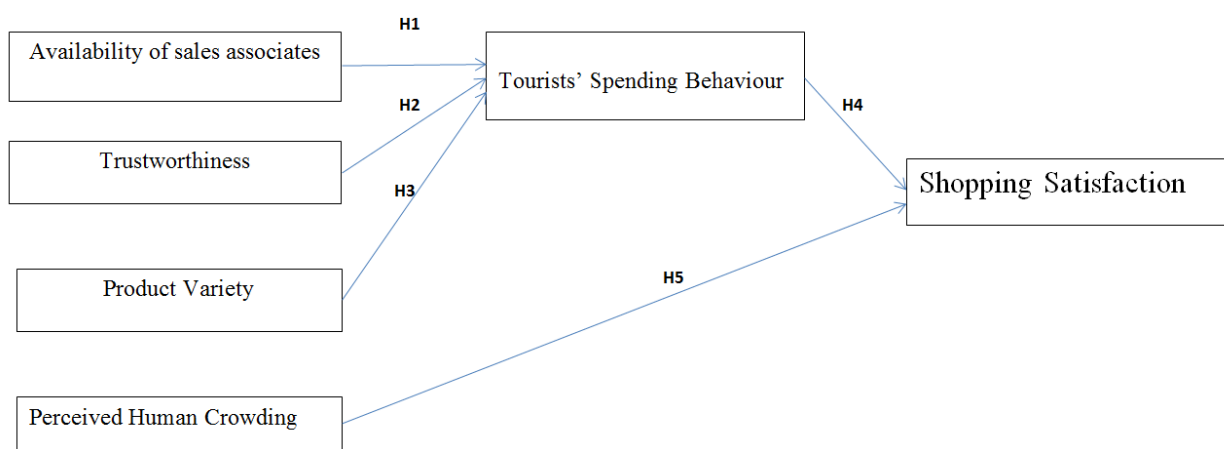 H1
Availability of sales associates
Tourists’ Spending Behaviour
H2
H4
Trustworthiness
Shopping Satisfaction
H3
Product Variety
H5
Perceived Human Crowding